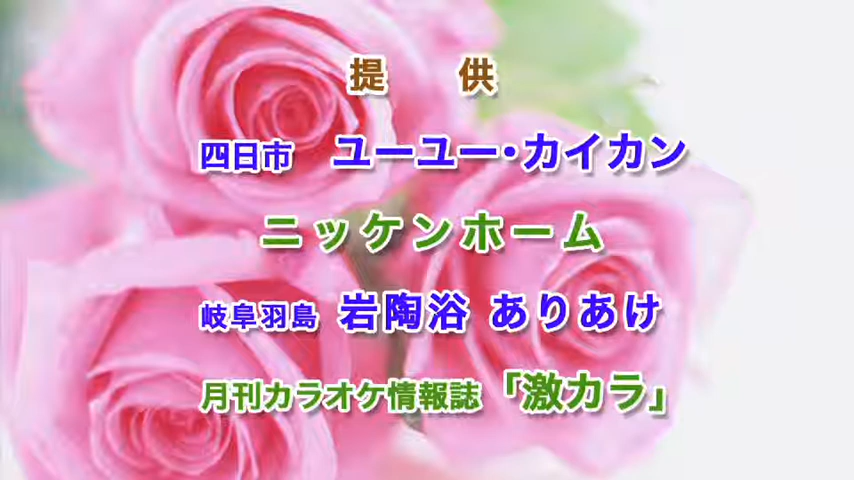 提　供
四日市　ユーユー・カイカン
ニッケンホーム
岐阜羽島　岩陶浴 ありあけ
月刊カラオケ情報誌「激カラ」